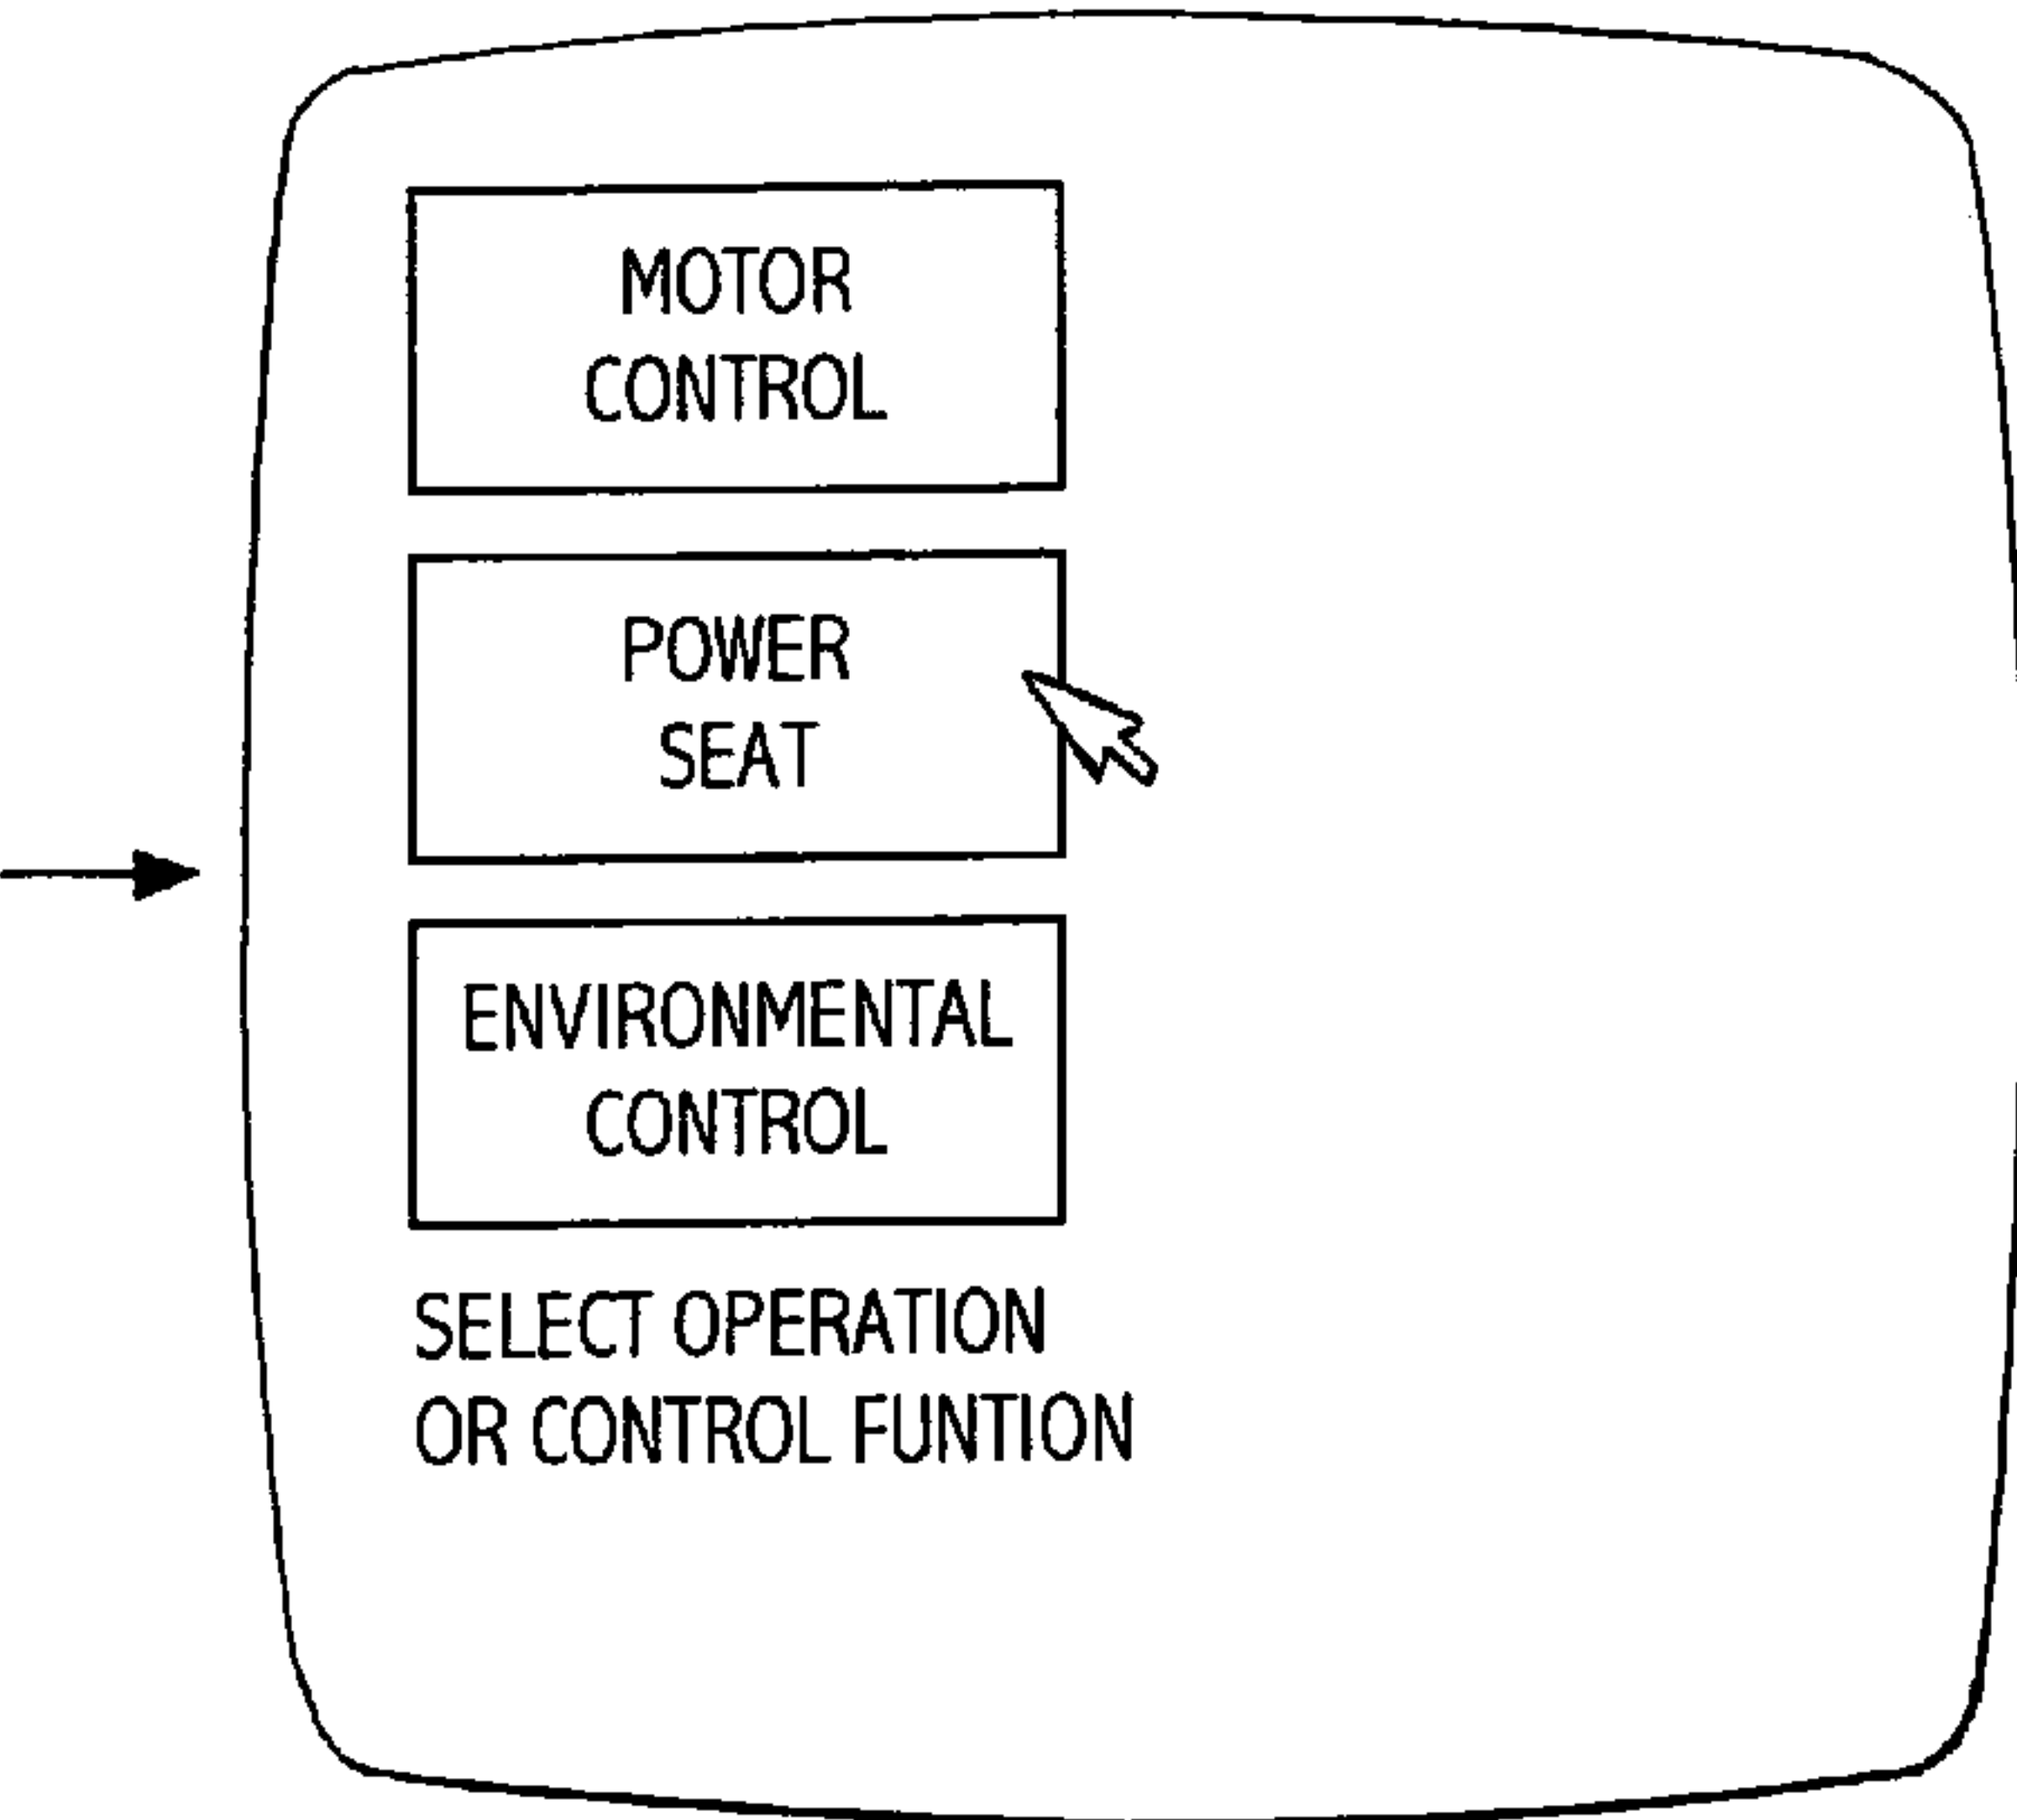 MOTOR
CONTROL
POWER
SEAT
ENVIRONMENTAL
CONTROL
SELECT OPERATION
OR CONTROL FUNTION